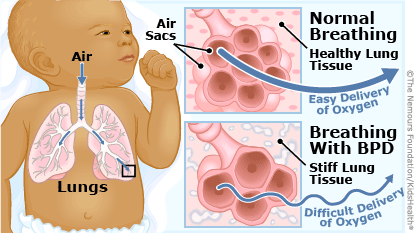 Air
Lungs
Air
Sacs
Normal
Breathing
Healthy Lung
Tissue
Easy Delivery
of Oxygen
Breathing
With BPD
Stiff Lung
Tissue
Difficult Delivery
of Oxygen
©The Nemours Foundation/KidsHealth®